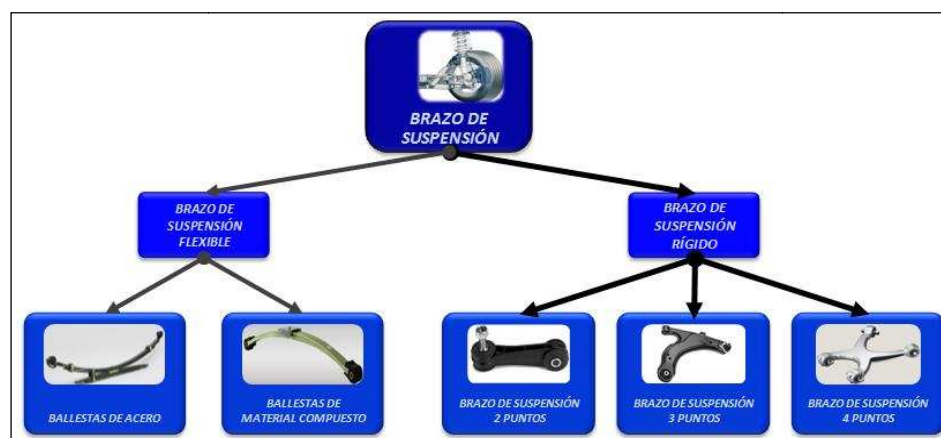 BRAZO DE
SUSPENSIÓN
BRAZO DE
SUSPENSIÓN
FLEXIBLE
BRAZO DE
SUSPENSIÓN
RÍGIDO
BALLESTAS DE ACERO
BALLESTAS DE
MATERIAL COMPUESTO
BRAZO DE SUSPENSIÓN
2 PUNTOS
BRAZO DE SUSPENSIÓN
3 PUNTOS
BRAZO DE SUSPENSIÓN
4 PUNTOS